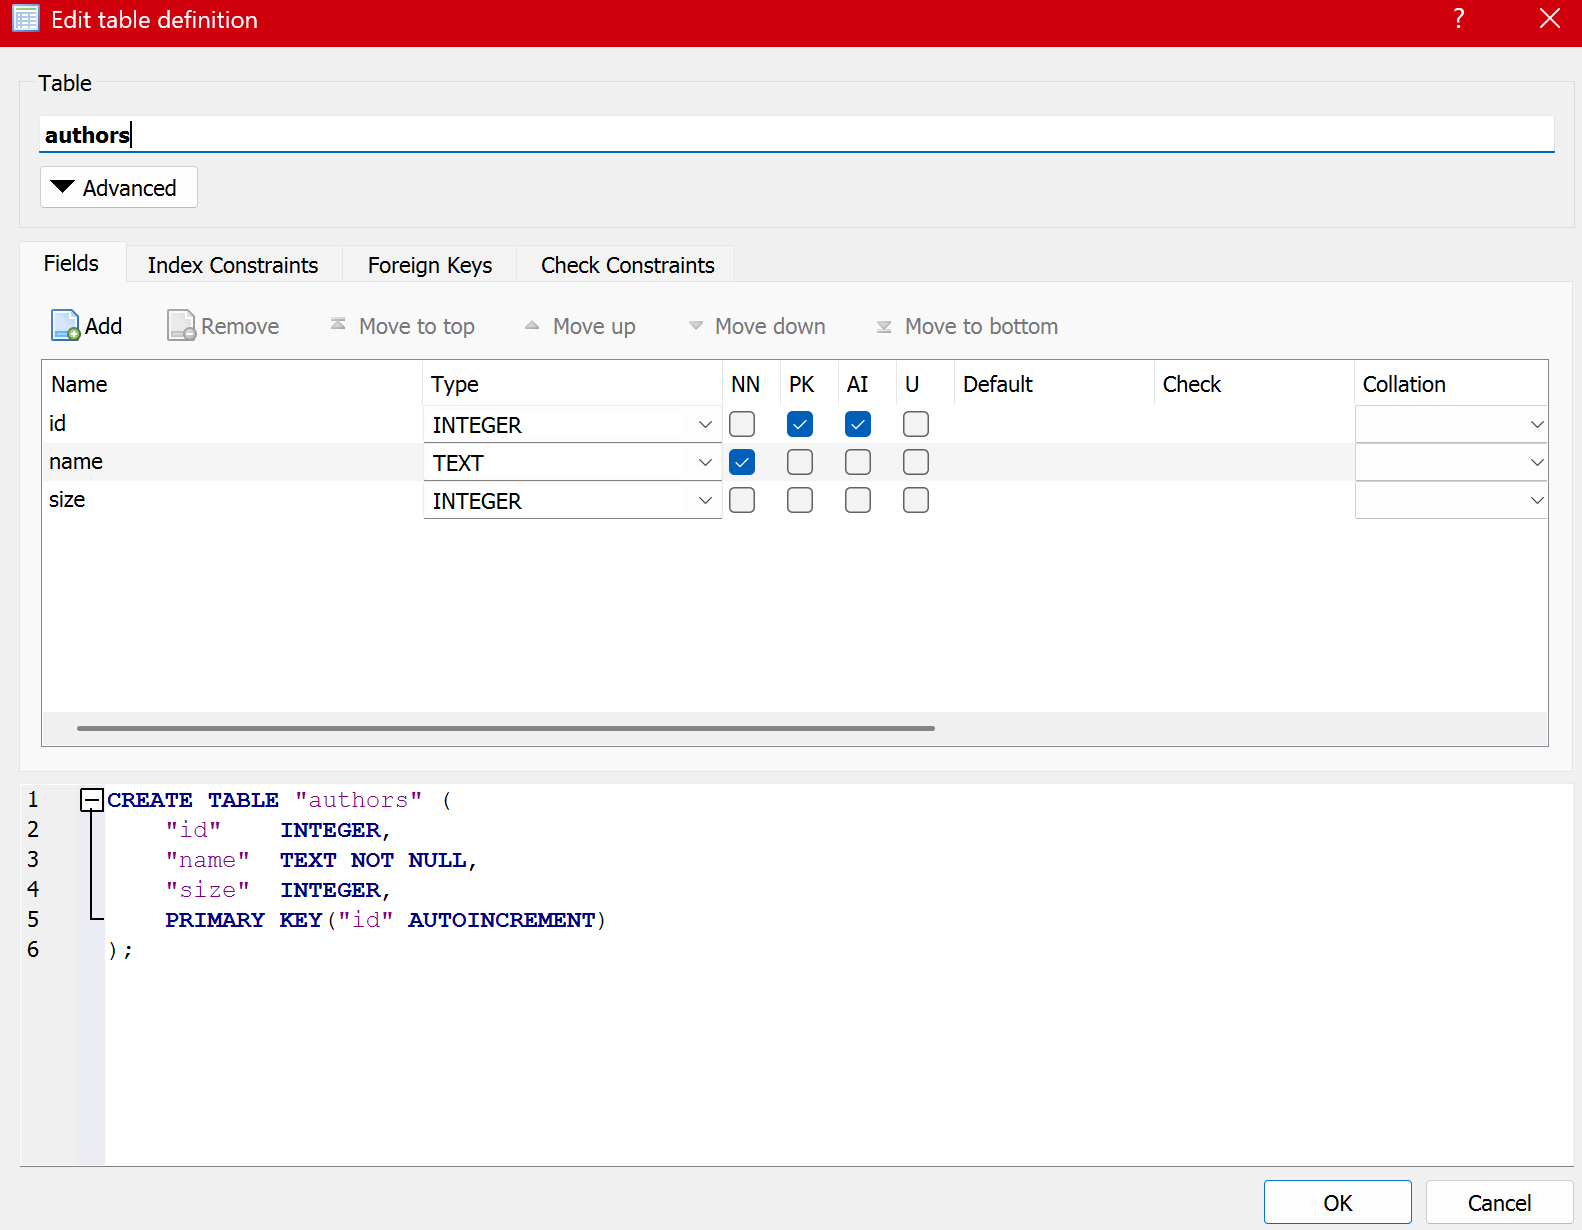 Edit table definition ?
Table
authors
Advanced
Fields Index Constraints Foreign Keys Check Constraints
Add Remove Move to top Move up Move down Move to bottom
Name Type NN PK AI U Default Check Collation
id INTEGER
name TEXT
size INTEGER
1 CREATE TABLE "authors" (
2 "id" INTEGER,
3 "name" TEXT NOT NULL,
4 "size" INTEGER,
5 PRIMARY KEY("id" AUTOINCREMENT)
6 );
OK Cancel